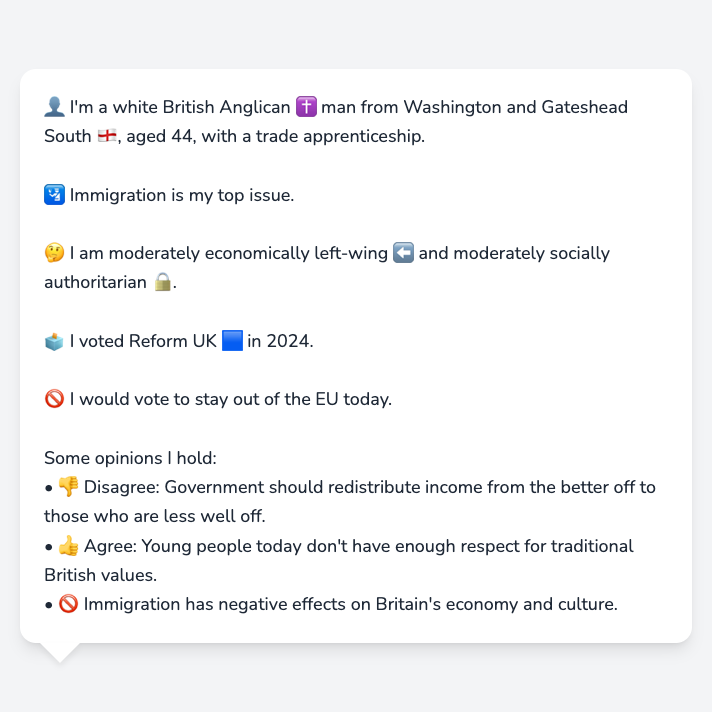 👤 I'm a white British Anglican ✝️ man from Washington and Gateshead
South 🏴󠁧󠁢󠁥󠁮󠁧󠁿, aged 44, with a trade apprenticeship.
🛂 Immigration is my top issue.
🤔 I am moderately economically left-wing ⬅️ and moderately socially
authoritarian 🔒.
🗳️ I voted Reform UK 🟦 in 2024.
🚫 I would vote to stay out of the EU today.
Some opinions I hold:
• 👎 Disagree: Government should redistribute income from the better off to
those who are less well off.
• 👍 Agree: Young people today don't have enough respect for traditional
British values.
• 🚫 Immigration has negative effects on Britain's economy and culture.